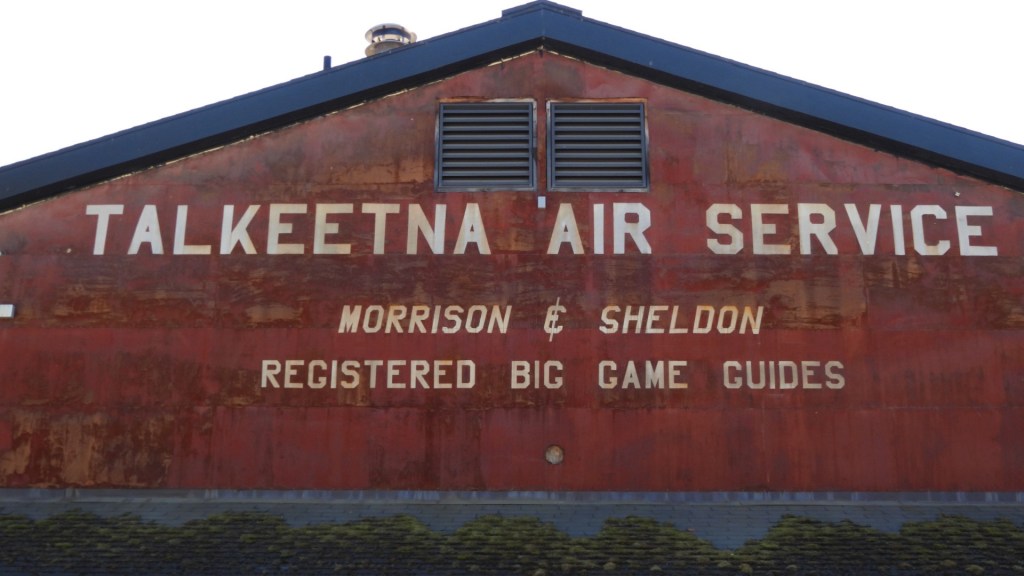 TALKEETNA AIR SERVICE
MORRISON & SHELDON
REGISTERED BIG GAME GUIDES